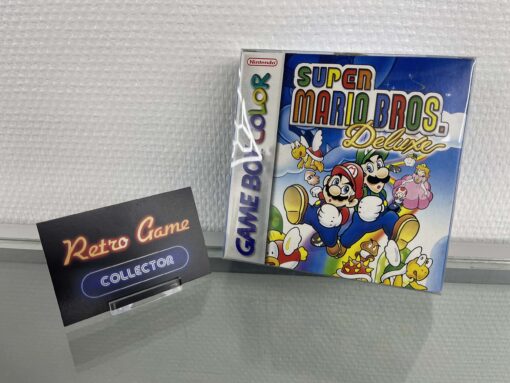 Retro Game
COLLECTOR
Nintendo
GAME BOY COLOR
SUPER
MARIO BROS.
Deluxe